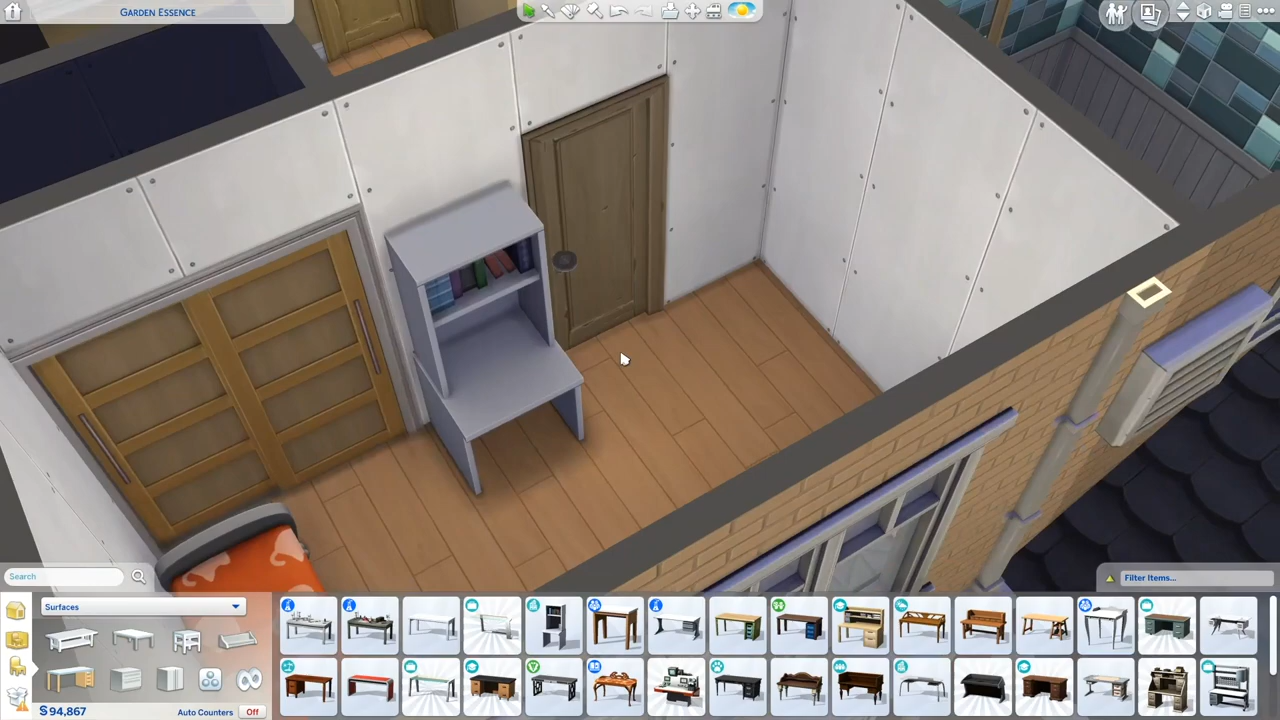 GARDEN ESSENCE
Search
Filter Items...
Surfaces
§94,867
Auto Counters
Off